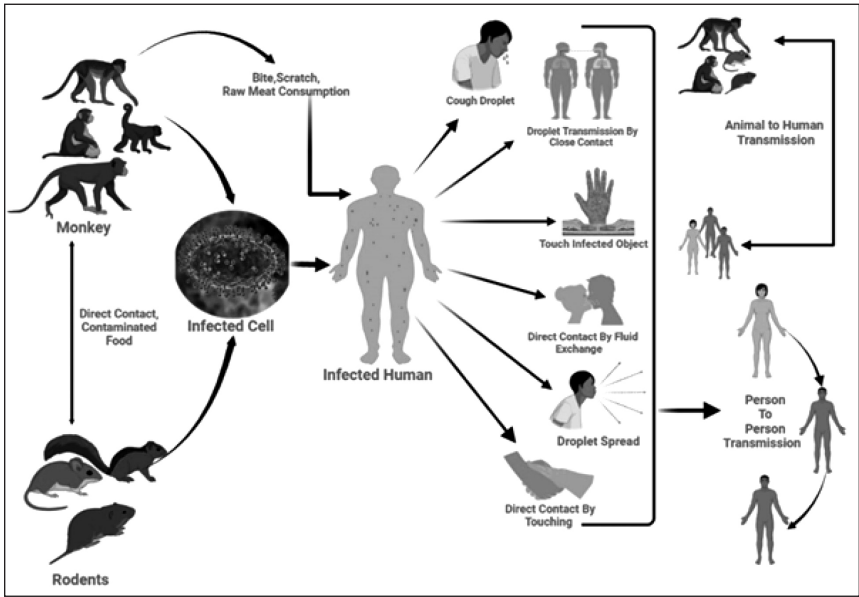 Bite,Scratch,
Raw Meat Consumption
Monkey
Direct Contact,
Contaminated
Food
Rodents
Infected Cell
Infected Human
Cough Droplet
Droplet Transmission By
Close Contact
Touch Infected Object
Direct Contact By Fluid
Exchange
Droplet Spread
Direct Contact By
Touching
Animal to Human
Transmission
Person
To
Person
Transmission